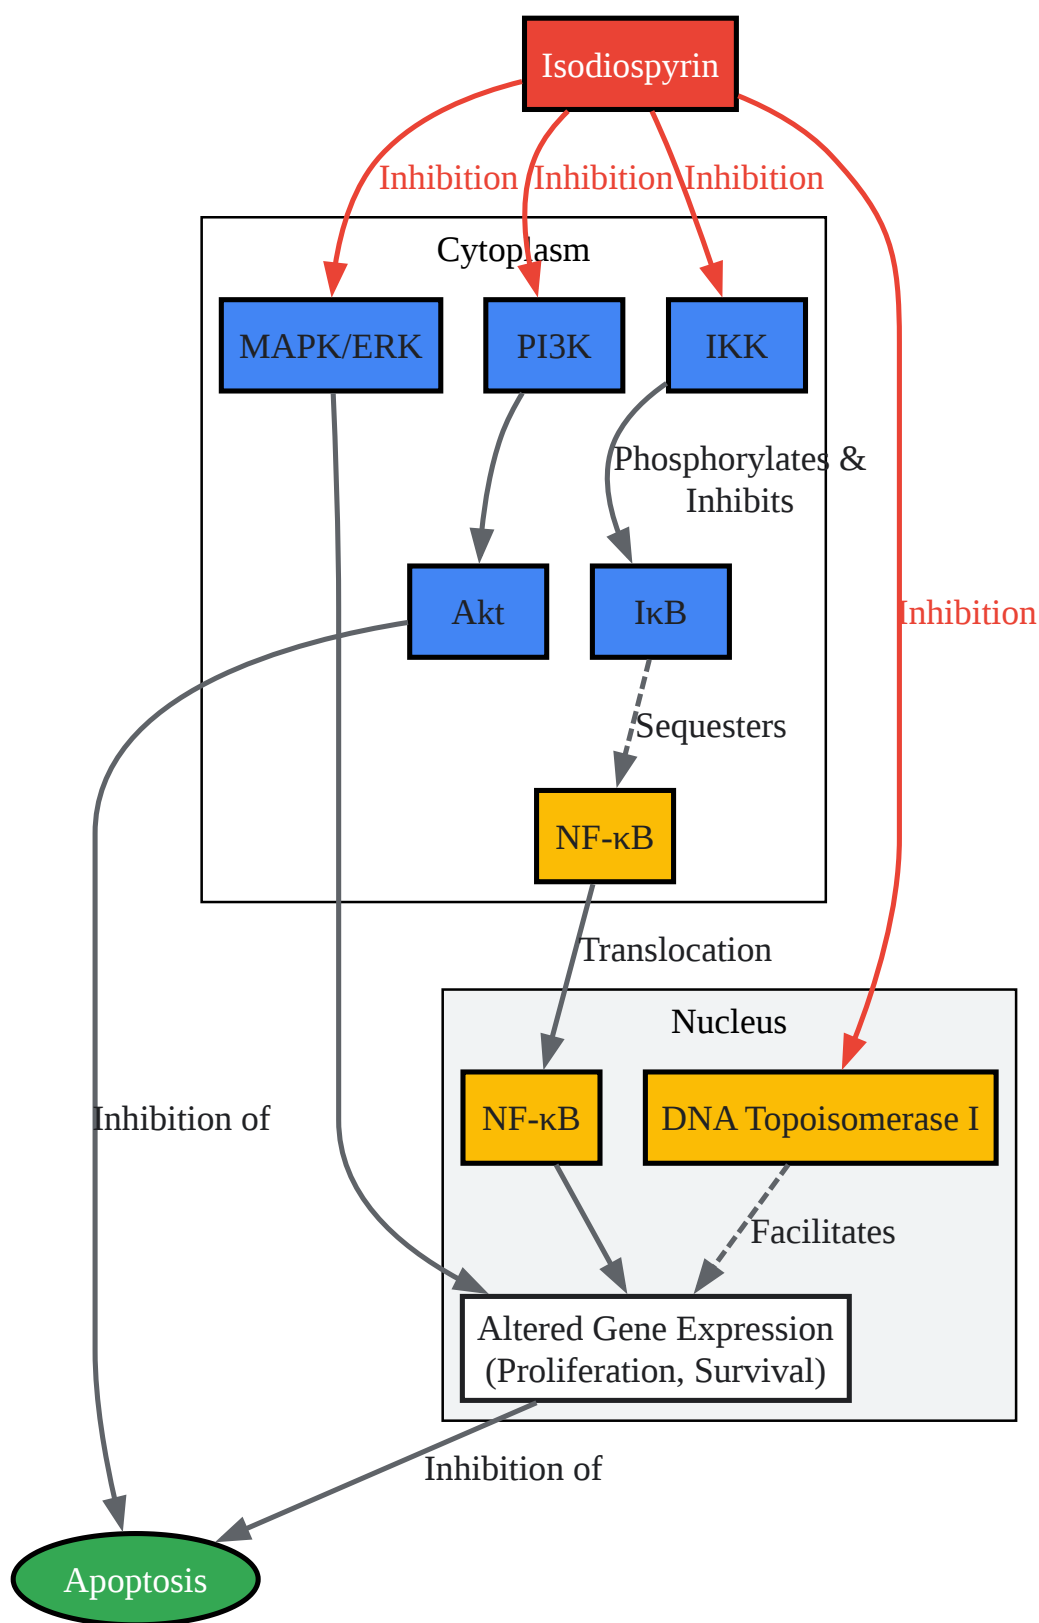 Isodiospyrin
Inhibition
Inhibition
Inhibition
Cytoplasm
MAPK/ERK
PI3K
IKK
Phosphorylates &
Inhibits
Akt
IκB
Inhibition
Sequesters
NF-κB
Translocation
Nucleus
Inhibition of
NF-κB
DNA Topoisomerase I
Facilitates
Altered Gene Expression
(Proliferation, Survival)
Inhibition of
Apoptosis